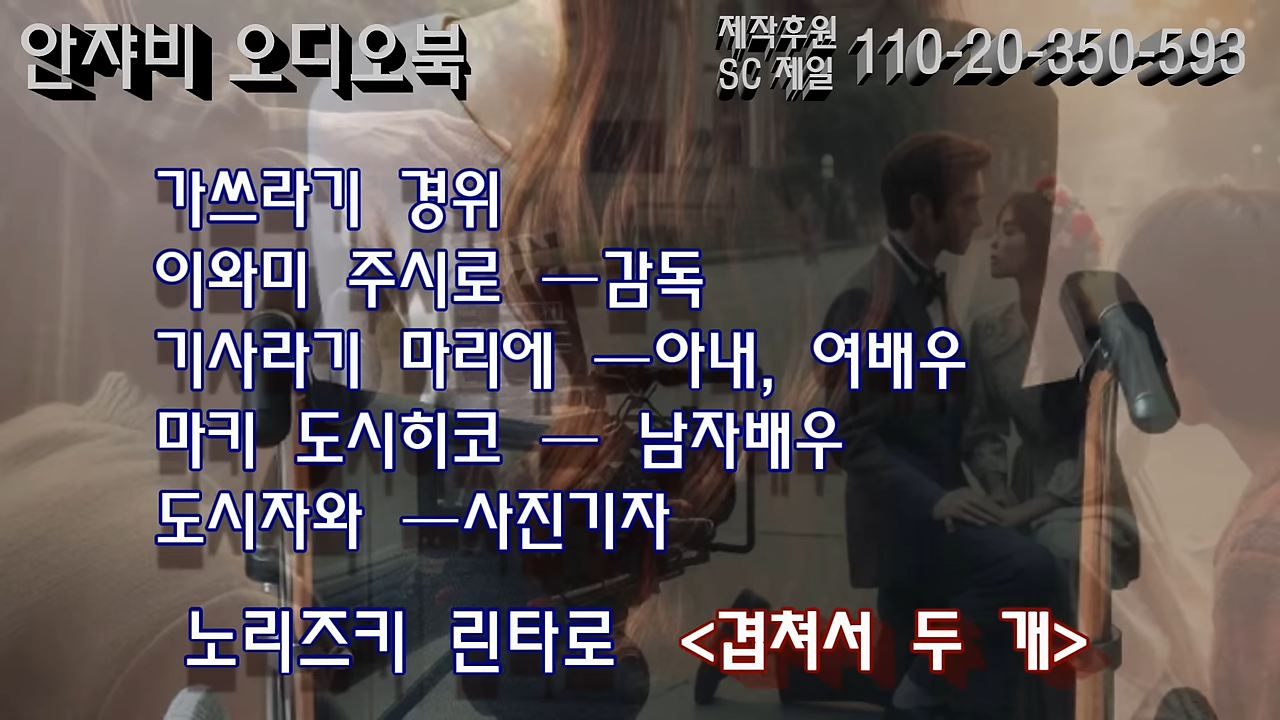 안쟈비 오디오북
제작후원
SC 제일 110-20-350-593
가쓰라기 경위
이와미 주시로 —감독
기사라기 마리에 —아내, 여배우
마키 도시히코 — 남자배우
도시자와 —사진기자
노리즈키 린타로 <겹쳐서 두 개>